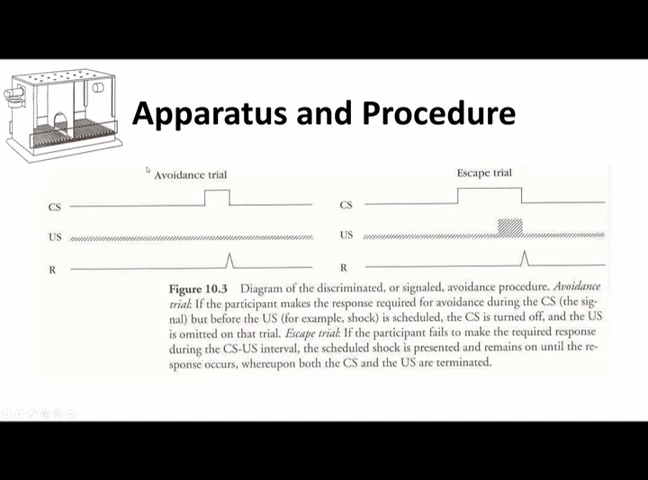 Apparatus and Procedure
Avoidance trial
Escape trial
CS
CS
US
US
R
R
Figure 10.3 Diagram of the discriminated, or signaled, avoidance procedure. Avoidance
trial: If the participant makes the response required for avoidance during the CS (the sig-
nal) but before the US (for example, shock) is scheduled, the CS is turned off, and the US
is omitted on that trial. Escape trial: If the participant fails to make the required response
during the CS-US interval, the scheduled shock is presented and remains on until the re-
sponse occurs, whereupon both the CS and the US are terminated.